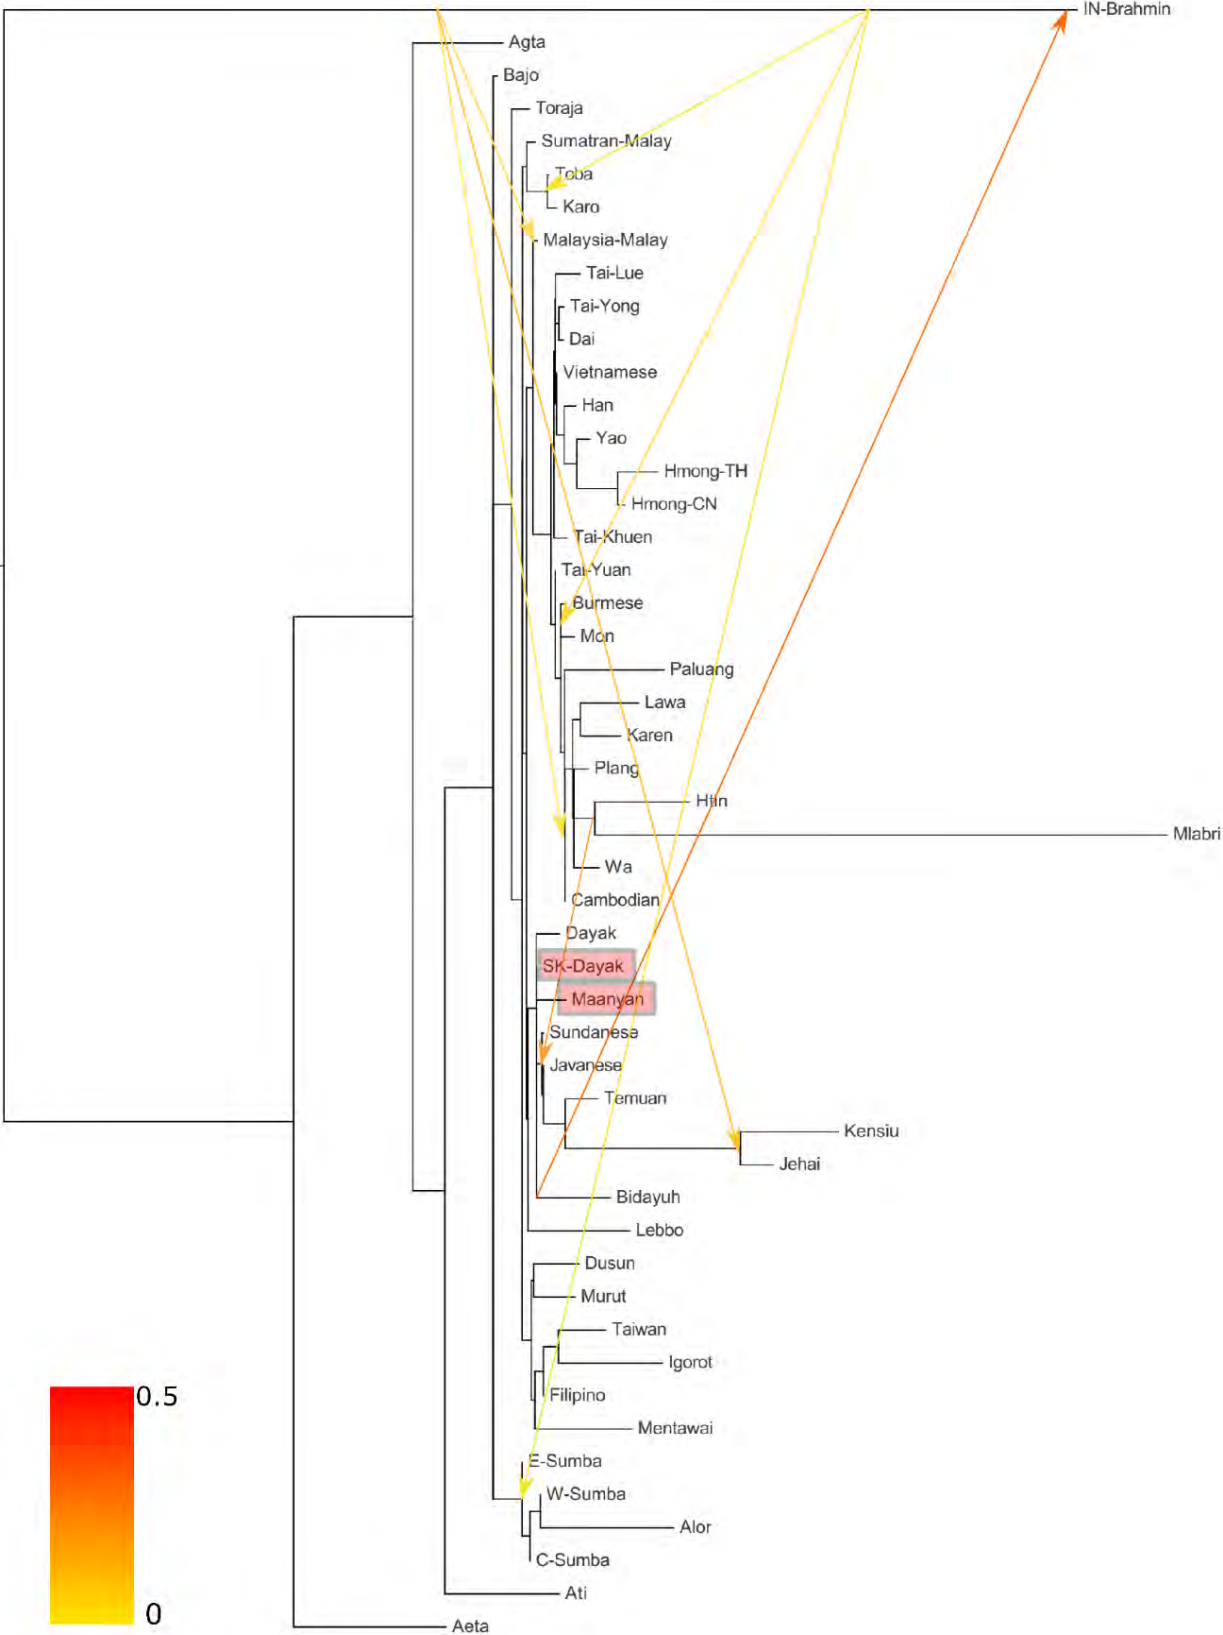 IN-Brahmin
Agta
Bajo
Toraja
Sumatran-Malay
Toba
Karo
Malaysia-Malay
Tai-Lue
Tai-Yong
Dai
Vietnamese
Han
Yao
Hmong-TH
Hmong-CN
Tai-Khuen
Tai-Yuan
Burmese
Mon
Paluang
Lawa
Karen
Plang
Htin
Mlabri
Wa
Cambodian
Dayak
SK-Dayak
Maanyan
Sundanese
Javanese
Temuan
Kensiu
Jehai
Bidayuh
Lebbo
Dusun
Murut
Taiwan
Igorot
0.5
Filipino
Mentawai
E-Sumba
W-Sumba
Alor
C-Sumba
Ati
0
Aeta